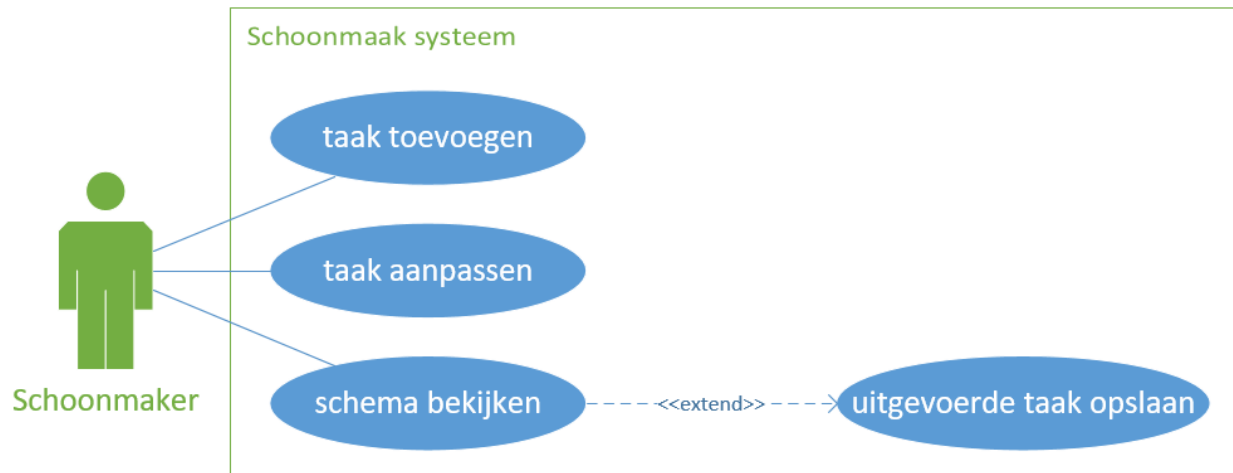 Schoonmaak systeem
taak toevoegen
taak aanpassen
Schoonmaker
schema bekijken
<<extend>>
uitgevoerde taak opslaan